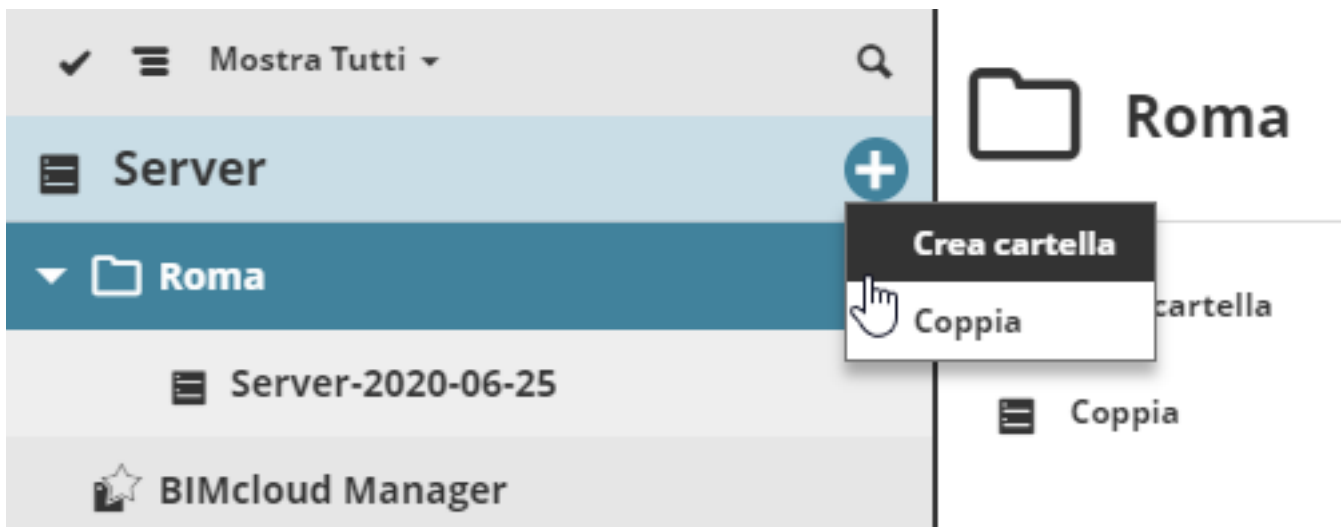 Mostra Tutti
Server
Roma
Server-2020-06-25
BIMcloud Manager
Crea cartella
Coppia
Roma
cartella
Coppia